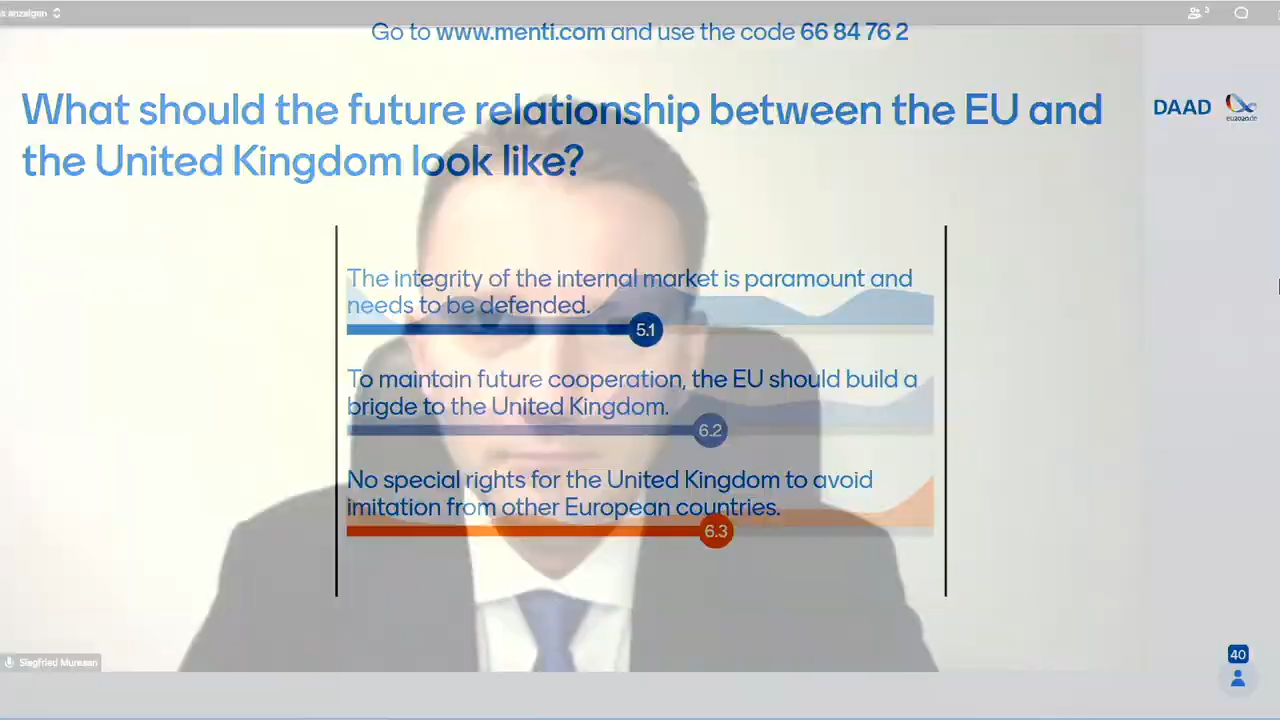 s anzeigen
3
Go to www.menti.com and use the code 66 84 76 2
What should the future relationship between the EU and
the United Kingdom look like?
DAAD
eu2020.de
The integrity of the internal market is paramount and
needs to be defended.
5.1
To maintain future cooperation, the EU should build a
brigde to the United Kingdom.
6.2
No special rights for the United Kingdom to avoid
imitation from other European countries.
6.3
Siegfried Muresan
40